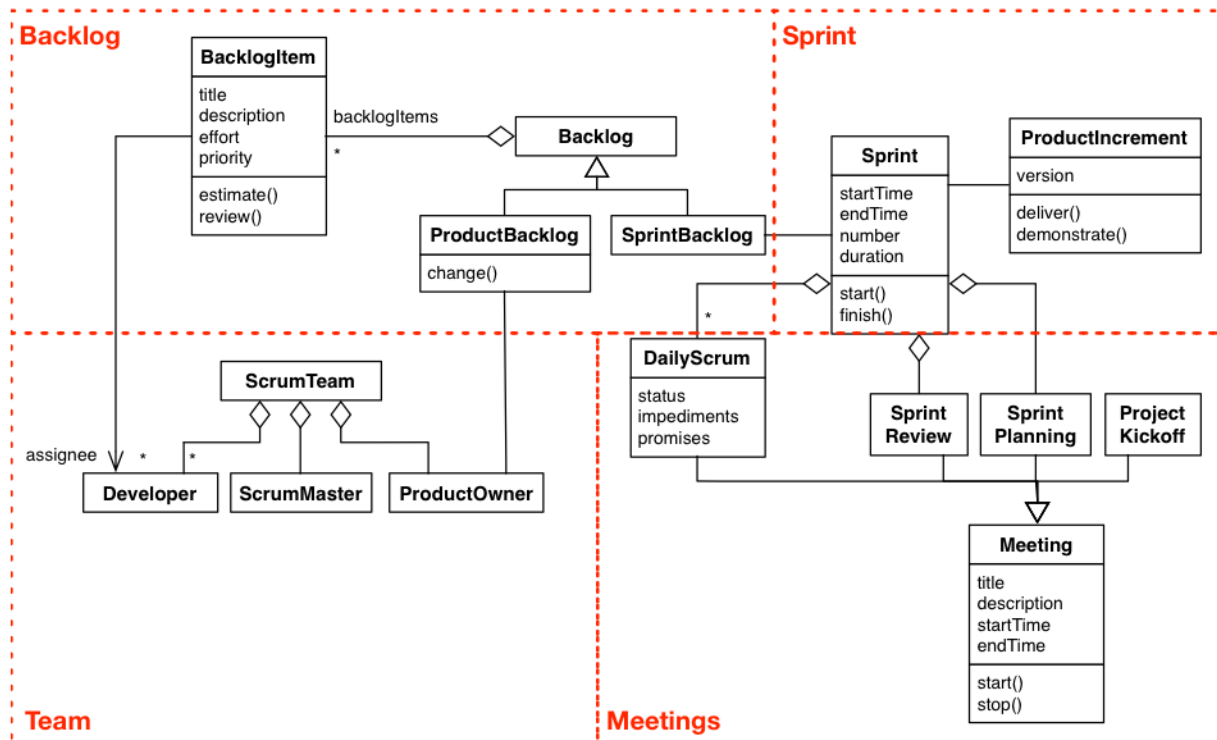 Backlog
BacklogItem
title
description
effort
priority
estimate()
review()
backlogItems
*
Backlog
ProductBacklog
change()
SprintBacklog
Sprint
Sprint
startTime
endTime
number
duration
start()
finish()
ProductIncrement
version
deliver()
demonstrate()
ScrumTeam
assignee
*
*
Developer
ScrumMaster
ProductOwner
Team
*
DailyScrum
status
impediments
promises
Sprint
Review
Sprint
Planning
Project
Kickoff
Meeting
title
description
startTime
endTime
start()
stop()
Meetings